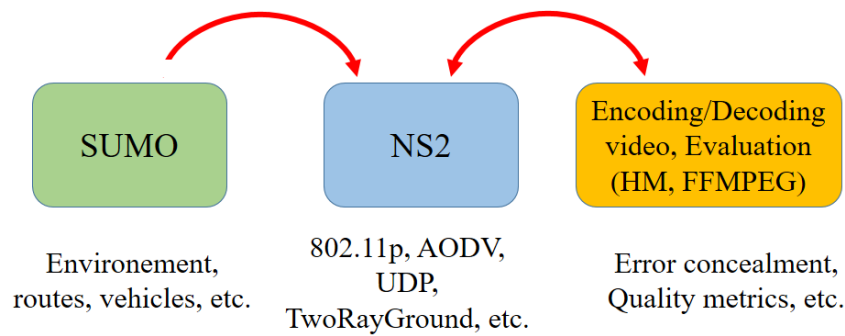 SUMO
NS2
Encoding/Decoding
video, Evaluation
(HM, FFMPEG)
Environement,
routes, vehicles, etc.
802.11p, AODV,
UDP,
TwoRayGround, etc.
Error concealment,
Quality metrics, etc.